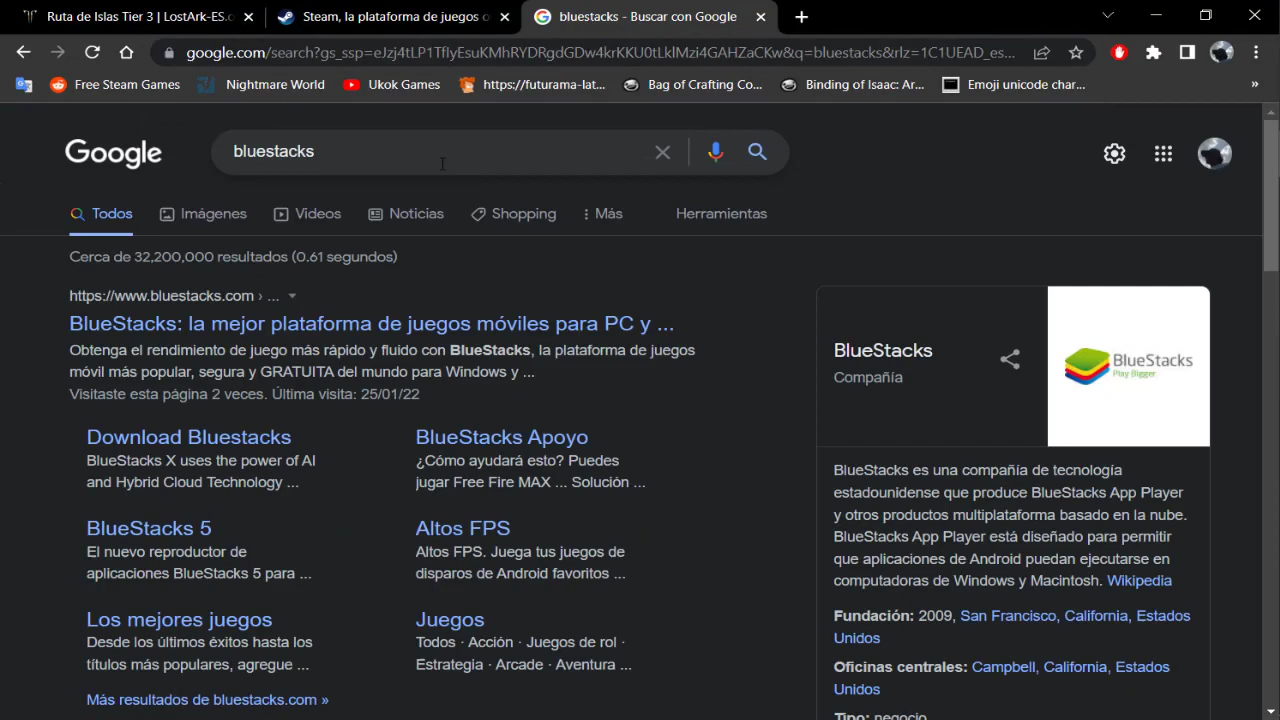 Ruta de Islas Tier 3 | LostArk-ES.c
Steam, la plataforma de juegos o
bluestacks - Buscar con Google
google.com/search?gs_ssp=eJzj4tLP1TflyEsuKMhRYDRgdGDw4krKKU0tLklMzi4GAHZaCKw&q=bluestacks&rlz=1C1UEAD_es...
Free Steam Games
Nightmare World
Ukok Games
https://futurama-lat...
Bag of Crafting Co...
Binding of Isaac: Ar...
Emoji unicode char...
»
Google
bluestacks
Todos
Imágenes
Videos
Noticias
Shopping
Más
Herramientas
Cerca de 32,200,000 resultados (0.61 segundos)
https://www.bluestacks.com › ...
BlueStacks: la mejor plataforma de juegos móviles para PC y ...
Obtenga el rendimiento de juego más rápido y fluido con BlueStacks, la plataforma de juegos
móvil más popular, segura y GRATUITA del mundo para Windows y ...
Visitaste esta página 2 veces. Última visita: 25/01/22
Download Bluestacks
BlueStacks X uses the power of AI
and Hybrid Cloud Technology ...
BlueStacks Apoyo
¿Cómo ayudará esto? Puedes
jugar Free Fire MAX ... Solución ...
BlueStacks 5
El nuevo reproductor de
aplicaciones BlueStacks 5 para ...
Altos FPS
Altos FPS. Juega tus juegos de
disparos de Android favoritos ...
Los mejores juegos
Desde los últimos éxitos hasta los
títulos más populares, agregue ...
Juegos
Todos · Acción · Juegos de rol ·
Estrategia · Arcade · Aventura ...
Más resultados de bluestacks.com »
BlueStacks
Compañía
BlueStacks
Play Bigger
BlueStacks es una compañía de tecnología
estadounidense que produce BlueStacks App Player
y otros productos multiplataforma basado en la nube.
BlueStacks App Player está diseñado para permitir
que aplicaciones de Android puedan ejecutarse en
computadoras de Windows y Macintosh. Wikipedia
Fundación: 2009, San Francisco, California, Estados
Unidos
Oficinas centrales: Campbell, California, Estados
Unidos
Tipo: negocio